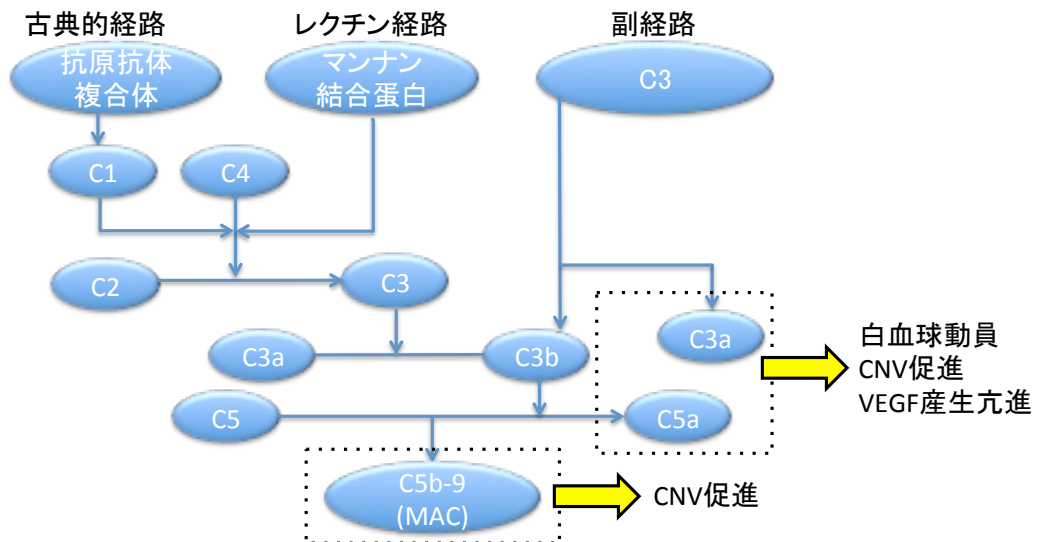 古典的経路
レクチン経路
副経路
抗原抗体
複合体
マンナン
結合蛋白
C3
C1
C4
C2
C3
C3a
C3b
C3a
白血球動員
CNV促進
VEGF産生亢進
C5
C5a
C5b-9
(MAC)
CNV促進